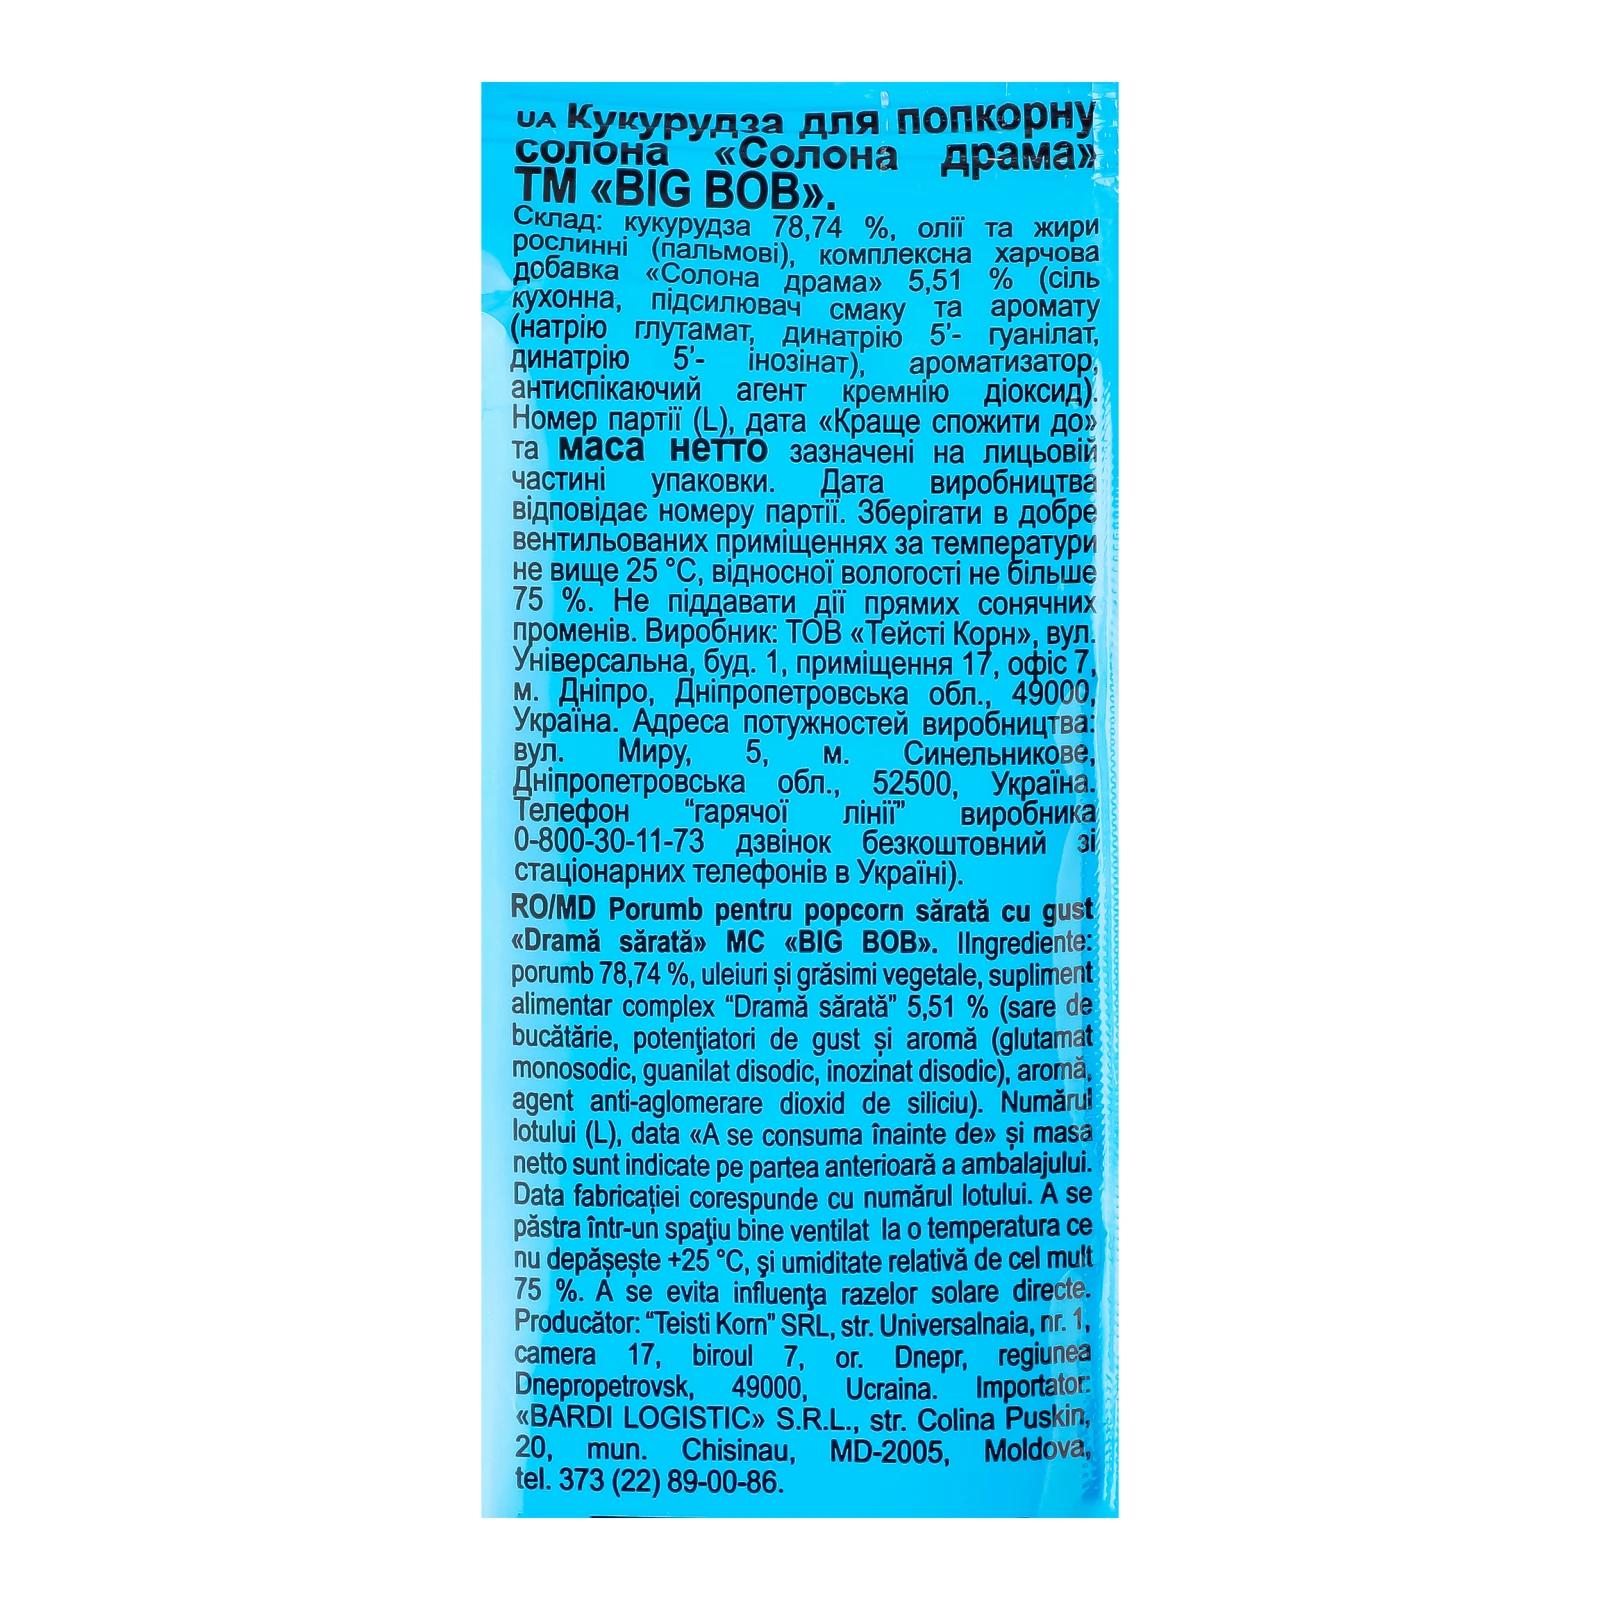 UA Кукурудза для попкорну
солона «Солона драма»
ТМ «BIG BOB».
Склад: кукурудза 78,74 %, олії та жири
рослинні (пальмові), комплексна харчова
добавка «Солона драма» 5,51 % (сіль
кухонна, підсилювач смаку та аромату
(натрію глутамат, динатрію 5’- гуанілат,
динатрію 5’- інозінат), ароматизатор,
антиспікаючий агент кремнію діоксид).
Номер партії (L), дата «Краще спожити до»
та маса нетто зазначені на лицьовій
частині упаковки. Дата виробництва
відповідає номеру партії. Зберігати в добре
вентильованих приміщеннях за температури
не вище 25 °C, відносної вологості не більше
75 %. Не піддавати дії прямих сонячних
променів. Виробник: ТОВ «Тейсті Корн», вул.
Універсальна, буд. 1, приміщення 17, офіс 7,
м. Дніпро, Дніпропетровська обл., 49000,
Україна. Адреса потужностей виробництва:
вул. Миру, 5, м. Синельникове,
Дніпропетровська обл., 52500, Україна.
Телефон “гарячої лінії” виробника
0-800-30-11-73 дзвінок безкоштовний зі
стаціонарних телефонів в Україні).
RO/MD Porumb pentru popcorn sărată cu gust
«Dramă sărată» MC «BIG BOB». IIngrediente:
porumb 78,74 %, uleiuri și grăsimi vegetale, supliment
alimentar complex “Dramă sărată” 5,51 % (sare de
bucătărie, potenţiatori de gust și aromă (glutamat
monosodic, guanilat disodic, inozinat disodic), aromă,
agent anti-aglomerare dioxid de siliciu). Numărul
lotului (L), data «A se consuma înainte de» și masa
netto sunt indicate pe partea anterioară a ambalajului.
Data fabricației corespunde cu numărul lotului. A se
păstra într-un spaţiu bine ventilat la o temperatura ce
nu depășește +25 °C, şi umiditate relativă de cel mult
75 %. A se evita influenţa razelor solare directe.
Producător: “Teisti Korn” SRL, str. Universalnaia, nr. 1,
camera 17, biroul 7, or. Dnepr, regiunea
Dnepropetrovsk, 49000, Ucraina. Importator:
«BARDI LOGISTIC» S.R.L., str. Colina Puskin,
20, mun. Chisinau, MD-2005, Moldova,
tel. 373 (22) 89-00-86.